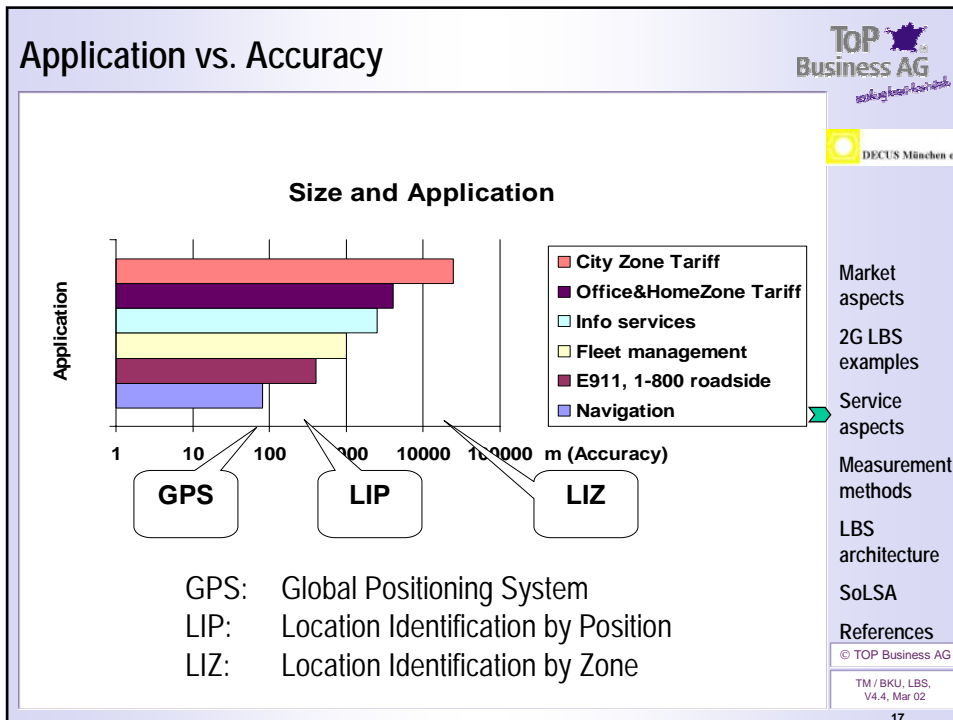 Application vs. Accuracy
ToP
Business AG
DECUS München e
Size and Application
Application
City Zone Tariff
Office&HomeZone Tariff
Info services
Fleet management
E911, 1-800 roadside
Navigation
1 10 100 000 10000 100000 m (Accuracy)
GPS LIP LIZ
GPS: Global Positioning System
LIP: Location Identification by Position
LIZ: Location Identification by Zone
Market
aspects
2G LBS
examples
Service
aspects
Measurement
methods
LBS
architecture
SoLSA
References
© TOP Business AG
TM / BKU, LBS,
V4.4, Mar 02
17